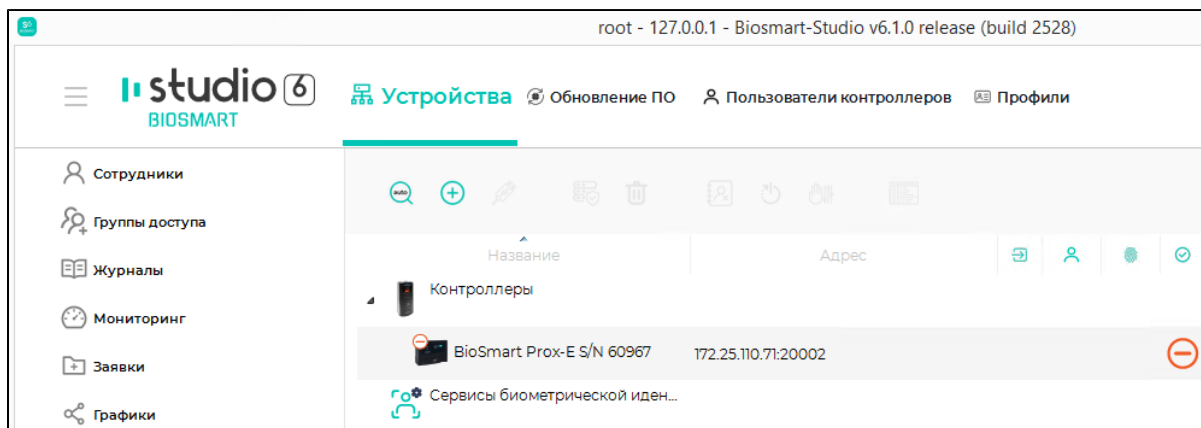 root - 127.0.0.1 - Biosmart-Studio v6.1.0 release (build 2528)
studio 6
BIOSMART
Устройства Обновление ПО Пользователи контроллеров Профили
Сотрудники
Группы доступа
Журналы
Мониторинг
Заявки
Графики
auto
Название Адрес
Контроллеры
BioSmart Prox-E S/N 60967 172.25.110.71:20002
Сервисы биометрической иден...